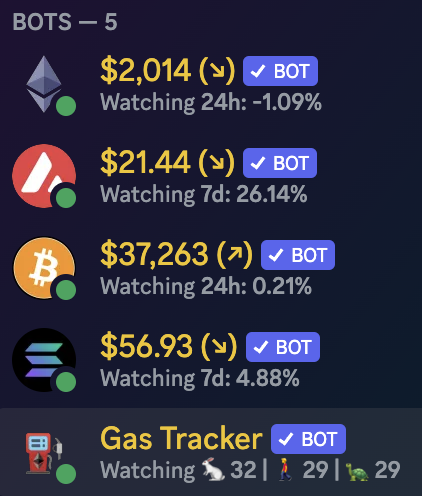 BOTS — 5
$2,014 (↘) ✓ BOT
Watching 24h: -1.09%
$21.44 (↘) ✓ BOT
Watching 7d: 26.14%
$37,263 (↗) ✓ BOT
Watching 24h: 0.21%
$56.93 (↘) ✓ BOT
Watching 7d: 4.88%
Gas Tracker ✓ BOT
Watching 🐇 32 | 🚶 29 | 🐢 29